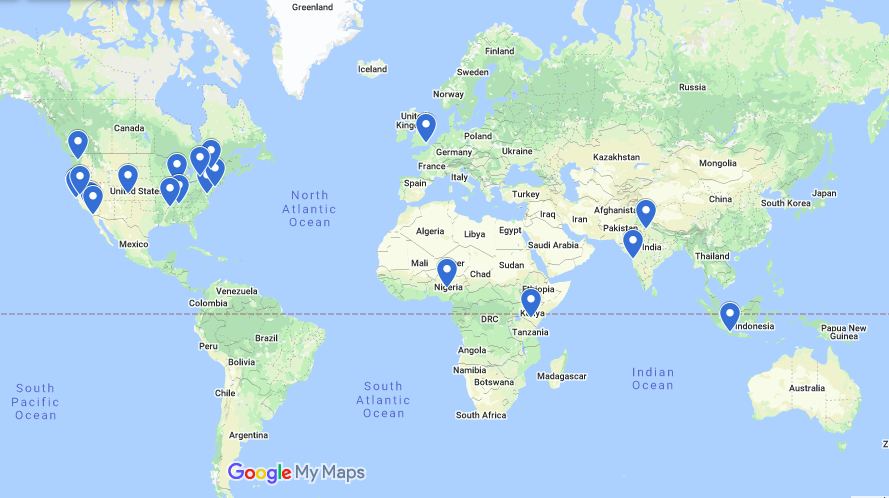 Greenland
Iceland
Finland
Sweden
Norway
Russia
Canada
United
Kingd
Poland
Germany
Ukraine
Kazakhstan
Mongolia
France
Italy
Spain
Turkey
United States
North
Atlantic
Ocean
Iraq
Iran
Afghanista
Pakistan
China
South Korea
Japan
Algeria
Libya
Egypt
Saudi Arabia
India
Mexico
Thailand
Mali
er
Chad
Sudan
Nigeria
Ethiopia
Venezuela
Colombia
Kenya
DRC
Tanzania
Indonesia
Papua New
Guinea
Brazil
Peru
Bolivia
Angola
Namibia
Botswana
Madagascar
Indian
Ocean
South
Pacific
Ocean
South
Atlantic
Ocean
Chile
Australia
South Africa
Argentina
Z
Google My Maps